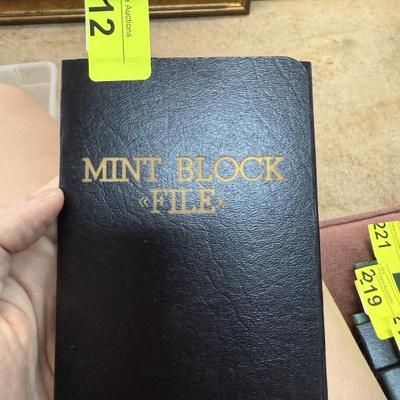 e Auctions
12
MINT BLOCK
«FILE»
221
219